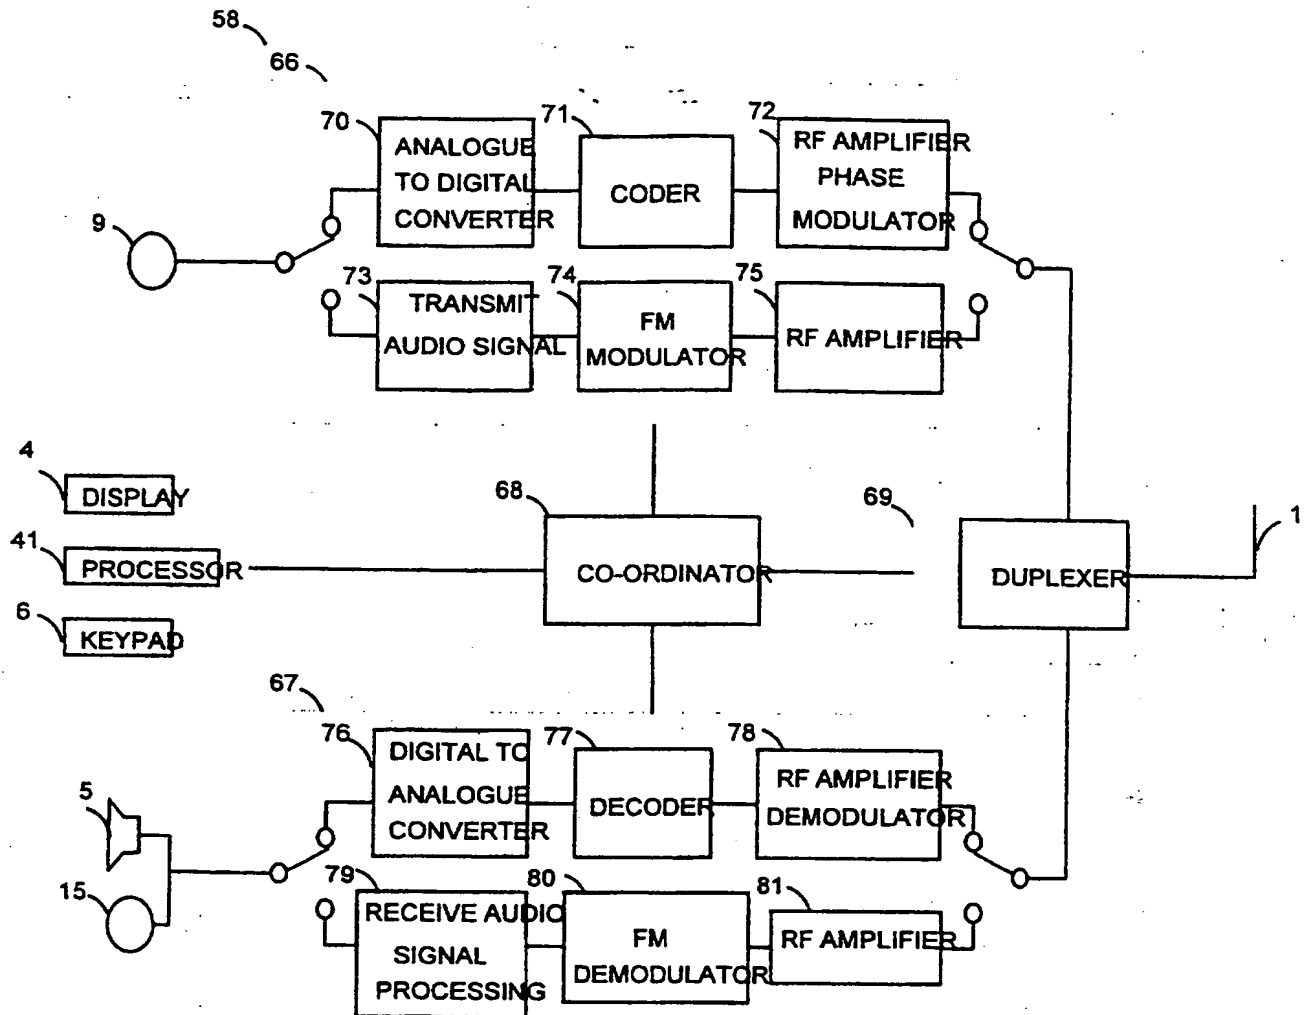 58
66
70
71
72
ANALOGUE
TO DIGITAL
CONVERTER
CODER
RF AMPLIFIER
PHASE
MODULATOR
9
73
74
75
TRANSMIT
AUDIO SIGNAL
FM
MODULATOR
RF AMPLIFIER
4
DISPLAY
41
PROCESSOR
6
KEYPAD
68
CO-ORDINATOR
69
DUPLEXER
1
67
76
77
78
DIGITAL TO
ANALOGUE
CONVERTER
DECODER
RF AMPLIFIER
DEMODULATOR
5
15
79
80
81
RECEIVE AUDIO
SIGNAL
PROCESSING
FM
DEMODULATOR
RF AMPLIFIER